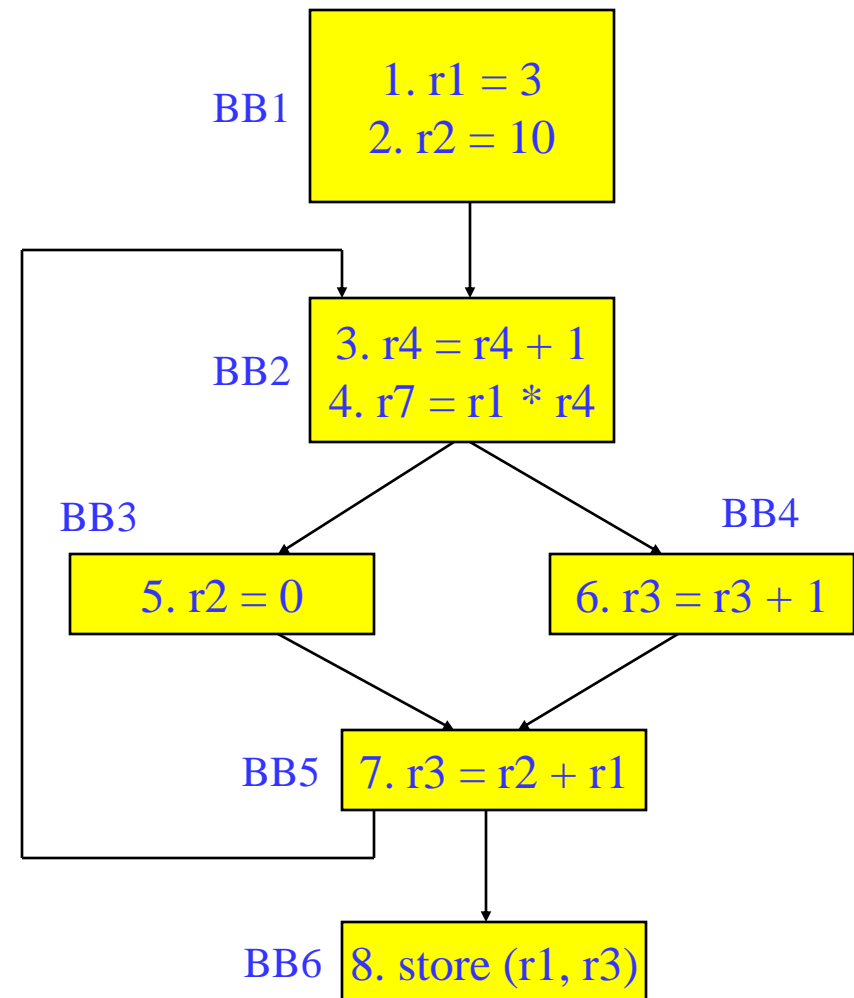 BB1
1. r1 = 3
2. r2 = 10
BB2
3. r4 = r4 + 1
4. r7 = r1 * r4
BB3
BB4
5. r2 = 0
6. r3 = r3 + 1
BB5
7. r3 = r2 + r1
BB6
8. store (r1, r3)